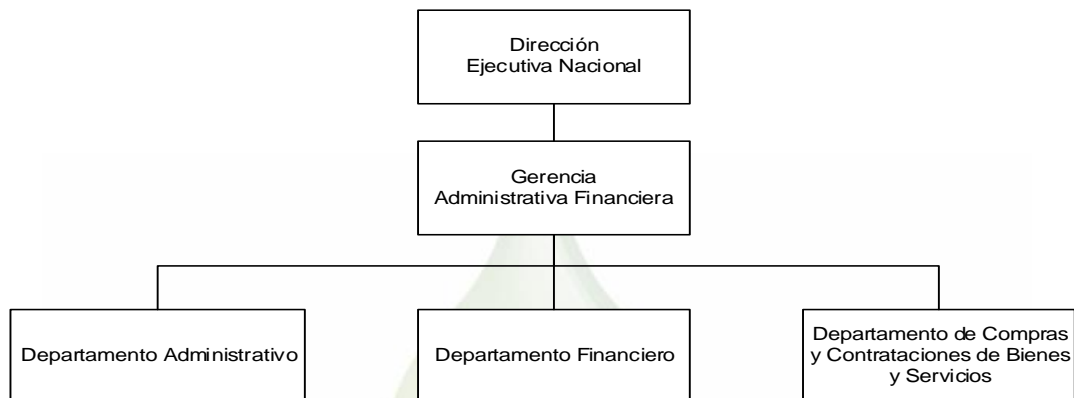 Dirección
Ejecutiva Nacional
Gerencia
Administrativa Financiera
Departamento Administrativo
Departamento Financiero
Departamento de Compras
y Contrataciones de Bienes
y Servicios